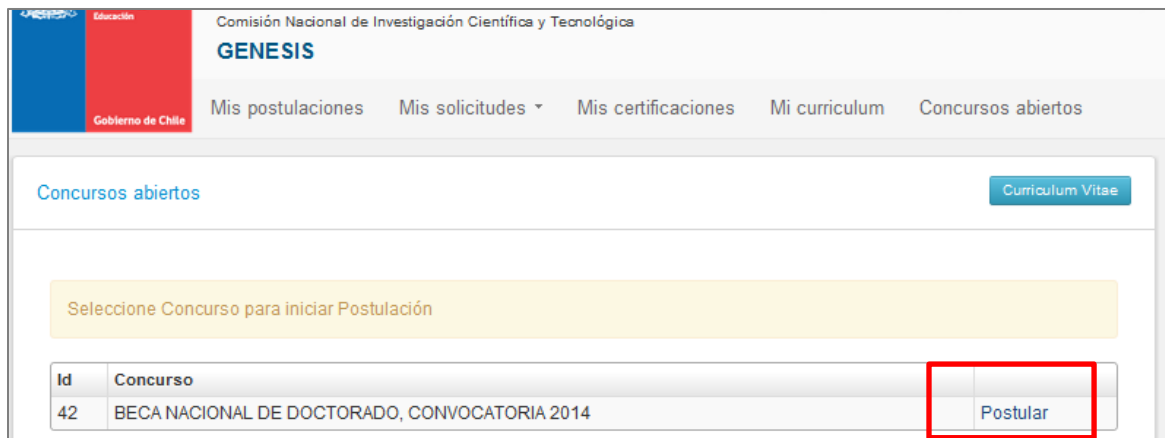 Educación
Comisión Nacional de Investigación Científica y Tecnológica
GENESIS
Gobierno de Chile
Mis postulaciones Mis solicitudes Mis certificaciones Mi curriculum Concursos abiertos
Concursos abiertos Curriculum Vitae
Seleccione Concurso para iniciar Postulación
Id Concurso
42 BECA NACIONAL DE DOCTORADO, CONVOCATORIA 2014 Postular